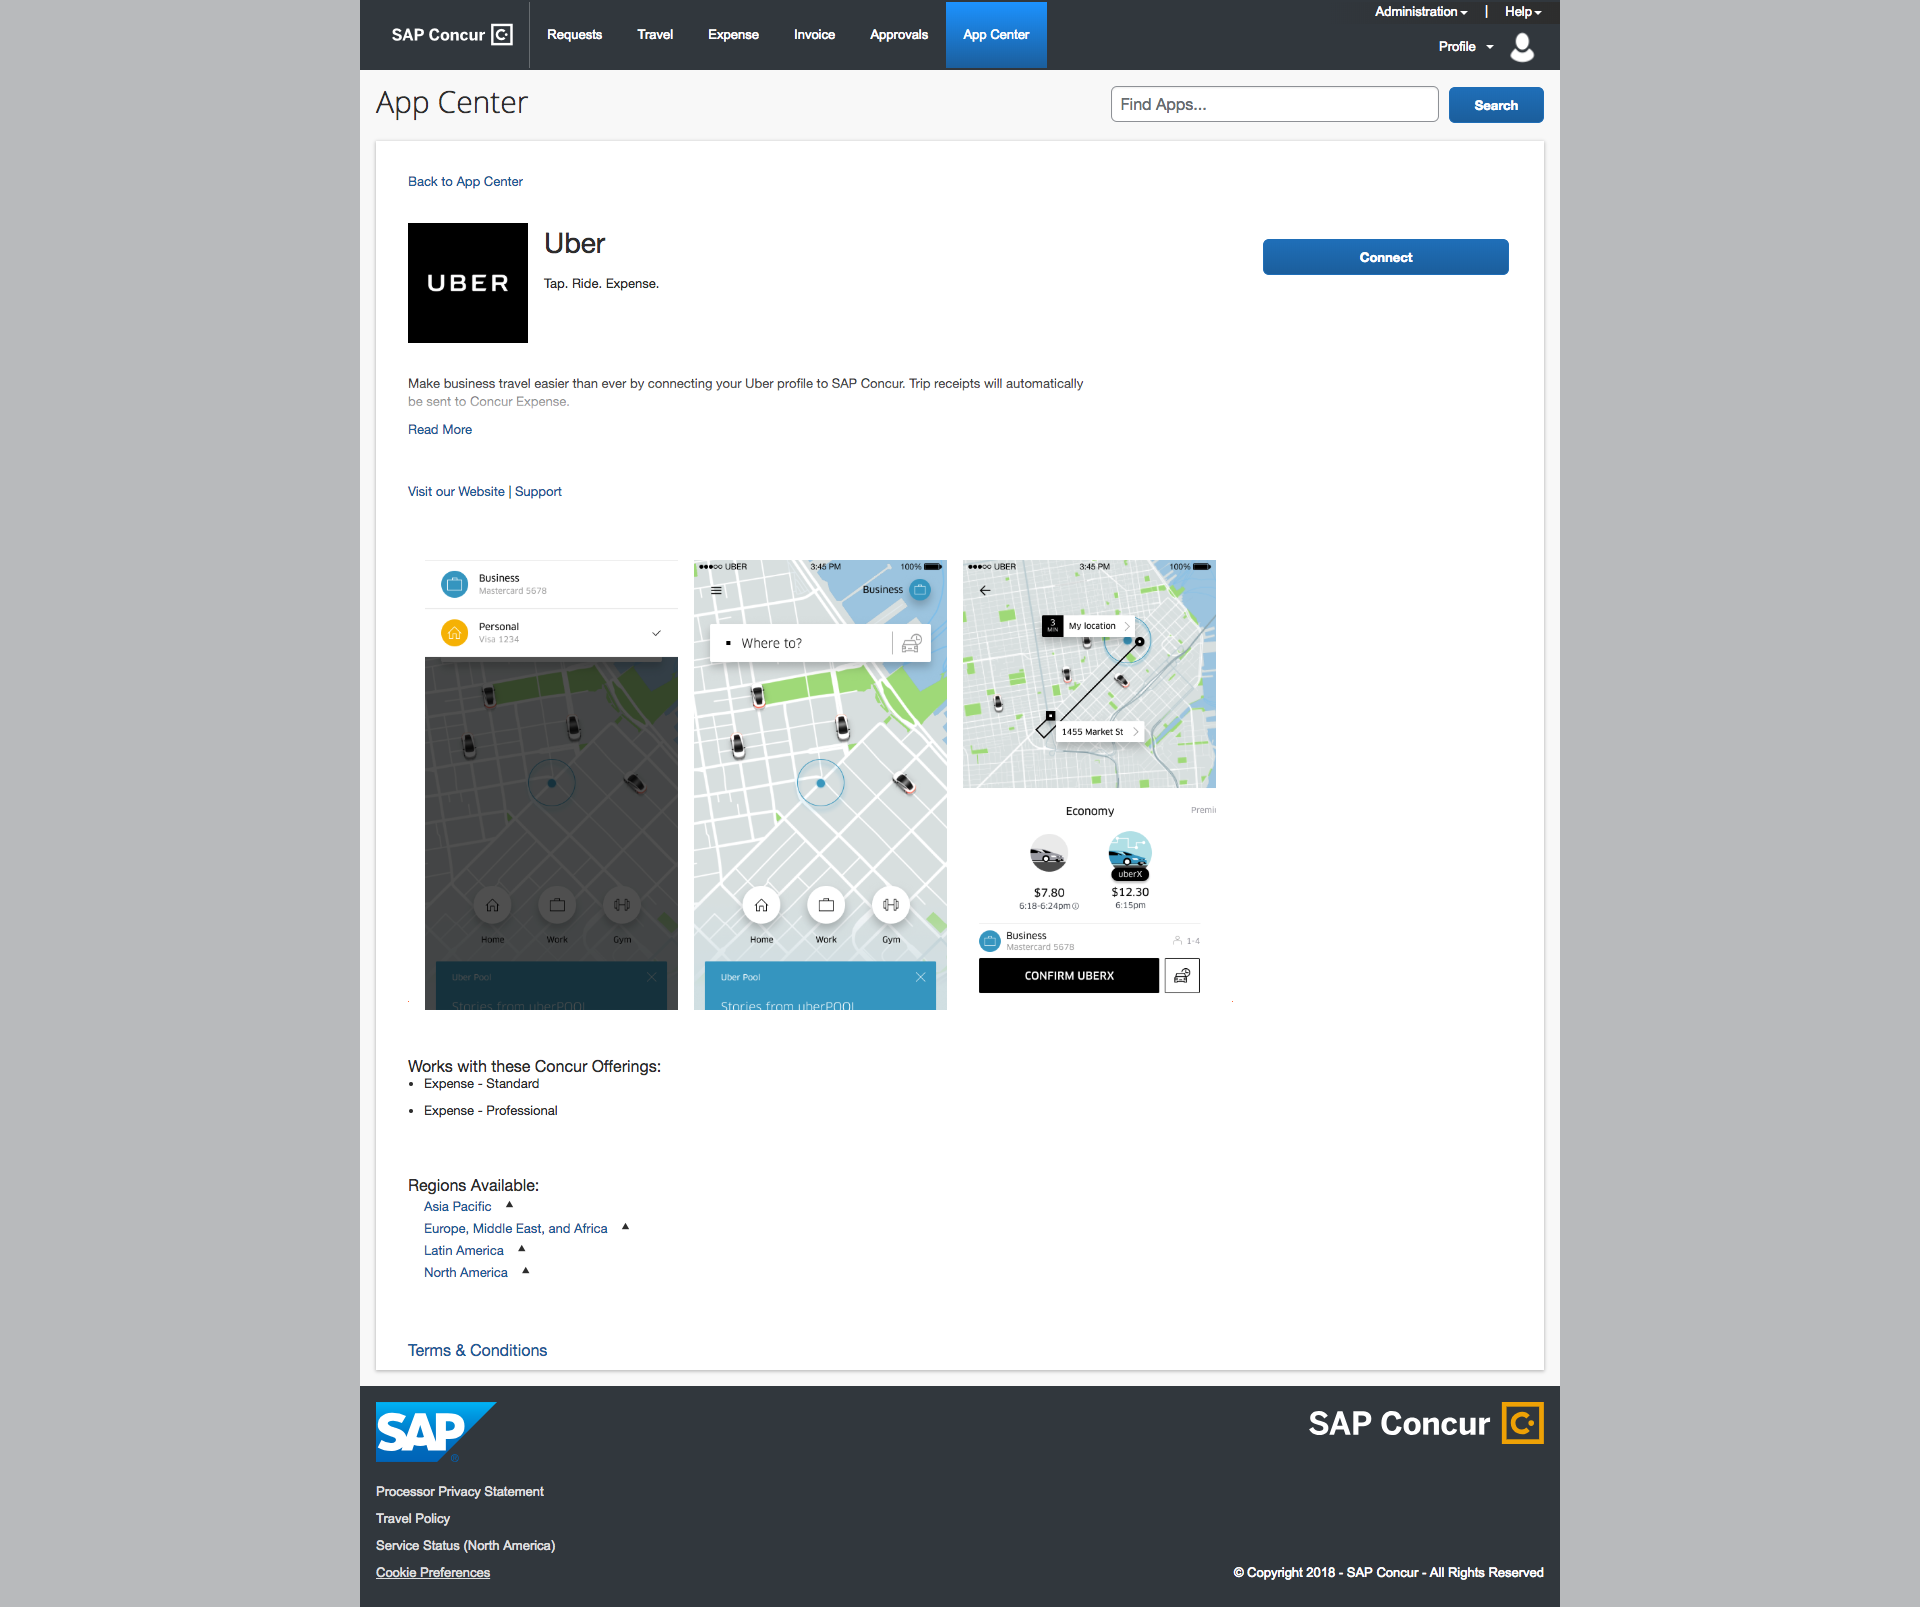 SAP Concur
Requests
Travel
Expense
Invoice
Approvals
App Center
Administration
|
Help
Profile
App Center
Find Apps...
Search
Back to App Center
UBER
Uber
Tap. Ride. Expense.
Connect
Make business travel easier than ever by connecting your Uber profile to SAP Concur. Trip receipts will automatically
be sent to Concur Expense.
Read More
Visit our Website | Support
Business
Mastercard 5678
Personal
Visa 1234
Home
Work
Gym
Uber Pool
Stories from uberPOOL
UBER
3:45 PM
100%
Business
Where to?
Home
Work
Gym
Uber Pool
Stories from uberPOOL
UBER
3:45 PM
100%
3
MIN
My location
1455 Market St
Economy
Premi
uberX
$7.80
6:18-6:24pm
$12.30
6:15pm
Business
Mastercard 5678
1-4
CONFIRM UBERX
Works with these Concur Offerings:
• Expense - Standard
• Expense - Professional
Regions Available:
Asia Pacific
Europe, Middle East, and Africa
Latin America
North America
Terms & Conditions
SAP
®
SAP Concur
Processor Privacy Statement
Travel Policy
Service Status (North America)
Cookie Preferences
© Copyright 2018 - SAP Concur - All Rights Reserved